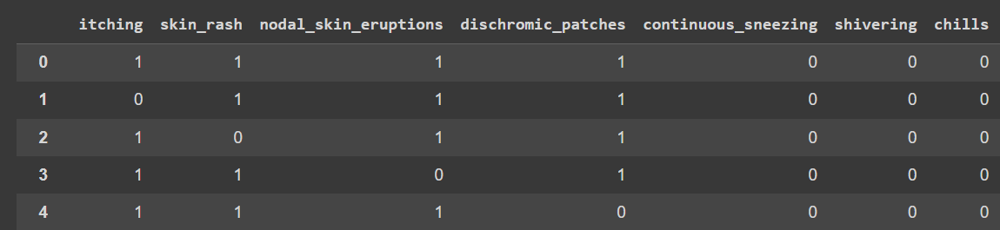 itching skin_rash nodal_skin_eruptions dischromic_patches continuous_sneezing shivering chills
0 1 1 1 1 0 0 0
1 0 1 1 1 0 0 0
2 1 0 1 1 0 0 0
3 1 1 0 1 0 0 0
4 1 1 1 0 0 0 0